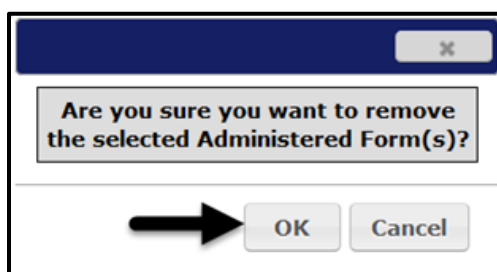 Are you sure you want to remove
the selected Administered Form(s)?
OK Cancel